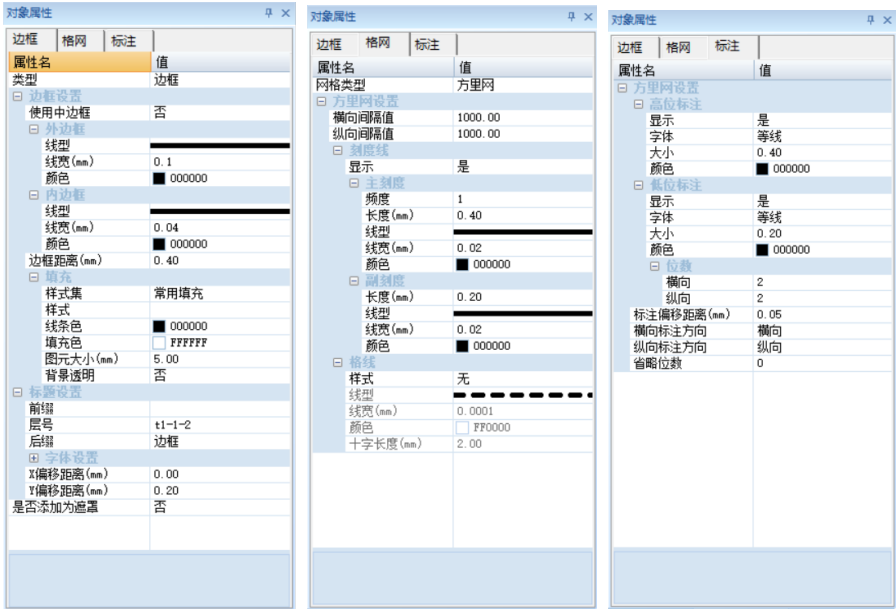 对象属性
边框 格网 标注
属性名 值
类型 边框
边框设置
使用中边框 否
外边框
线型
线宽(mm) 0.1
颜色 000000
内边框
线型
线宽(mm) 0.04
颜色 000000
边框距离(mm) 0.40
填充
样式集 常用填充
样式
线条色 000000
填充色 FFFFFF
图元大小(mm) 5.00
背景透明 否
标题设置
前缀
层号 t1-1-2
后缀 边框
字体设置
X偏移距离(mm) 0.00
Y偏移距离(mm) 0.20
是否添加为遮罩 否
对象属性
边框 格网 标注
属性名 值
网格类型 方里网
方里网设置
横向间隔值 1000.00
纵向间隔值 1000.00
刻度线
显示 是
主刻度
频度 1
长度(mm) 0.40
线型
线宽(mm) 0.02
颜色 000000
副刻度
长度(mm) 0.20
线型
线宽(mm) 0.02
颜色 000000
格线
样式 无
线型
线宽(mm) 0.0001
颜色 FF0000
十字长度(mm) 2.00
对象属性
边框 格网 标注
属性名 值
方里网设置
高位标注
显示 是
字体 等线
大小 0.40
颜色 000000
低位标注
显示 是
字体 等线
大小 0.20
颜色 000000
位数
横向 2
纵向 2
标注偏移距离(mm) 0.05
横向标注方向 横向
纵向标注方向 纵向
省略位数 0